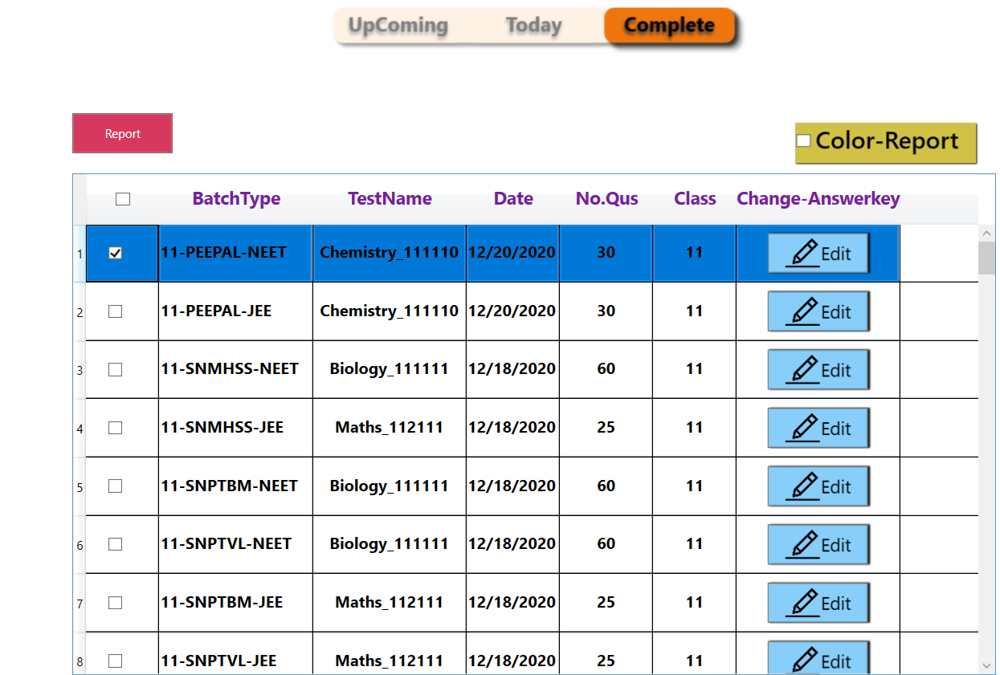 UpComing Today Complete
Report
Color-Report
BatchType TestName Date No.Qus Class Change-Answerkey
1 11-PEEPAL-NEET Chemistry_111110 12/20/2020 30 11 Edit
2 11-PEEPAL-JEE Chemistry_111110 12/20/2020 30 11 Edit
3 11-SNMHSS-NEET Biology_111111 12/18/2020 60 11 Edit
4 11-SNMHSS-JEE Maths_112111 12/18/2020 25 11 Edit
5 11-SNPTBM-NEET Biology_111111 12/18/2020 60 11 Edit
6 11-SNPTVL-NEET Biology_111111 12/18/2020 60 11 Edit
7 11-SNPTBM-JEE Maths_112111 12/18/2020 25 11 Edit
8 11-SNPTVL-JEE Maths_112111 12/18/2020 25 11 Edit